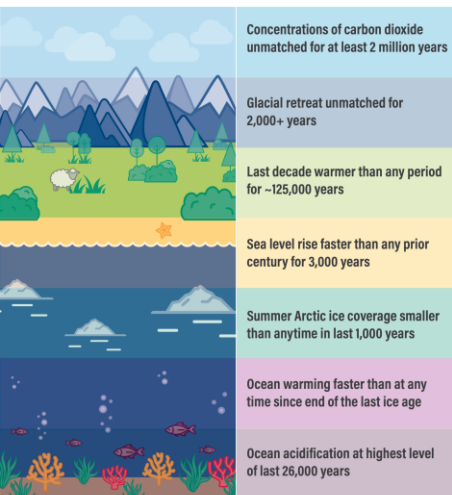 Concentrations of carbon dioxide
unmatched for at least 2 million years
Glacial retreat unmatched for
2,000+ years
Last decade warmer than any period
for ~125,000 years
Sea level rise faster than any prior
century for 3,000 years
Summer Arctic ice coverage smaller
than anytime in last 1,000 years
Ocean warming faster than at any
time since end of the last ice age
Ocean acidification at highest level
of last 26,000 years